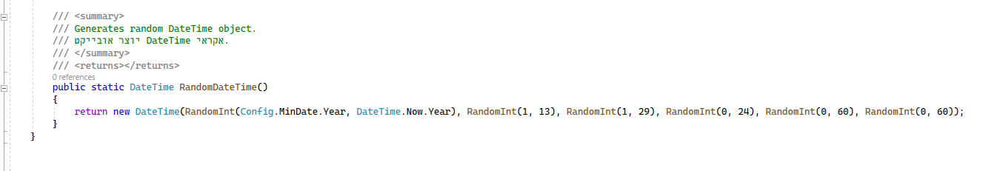 /// <summary>
/// Generates random DateTime object.
/// יוצר אובייקט DateTime אקראי.
/// </summary>
/// <returns></returns>
0 references
public static DateTime RandomDateTime()
{
return new DateTime(RandomInt(Config.MinDate.Year, DateTime.Now.Year), RandomInt(1, 13), RandomInt(1, 29), RandomInt(0, 24), RandomInt(0, 60), RandomInt(0, 60));
}
}